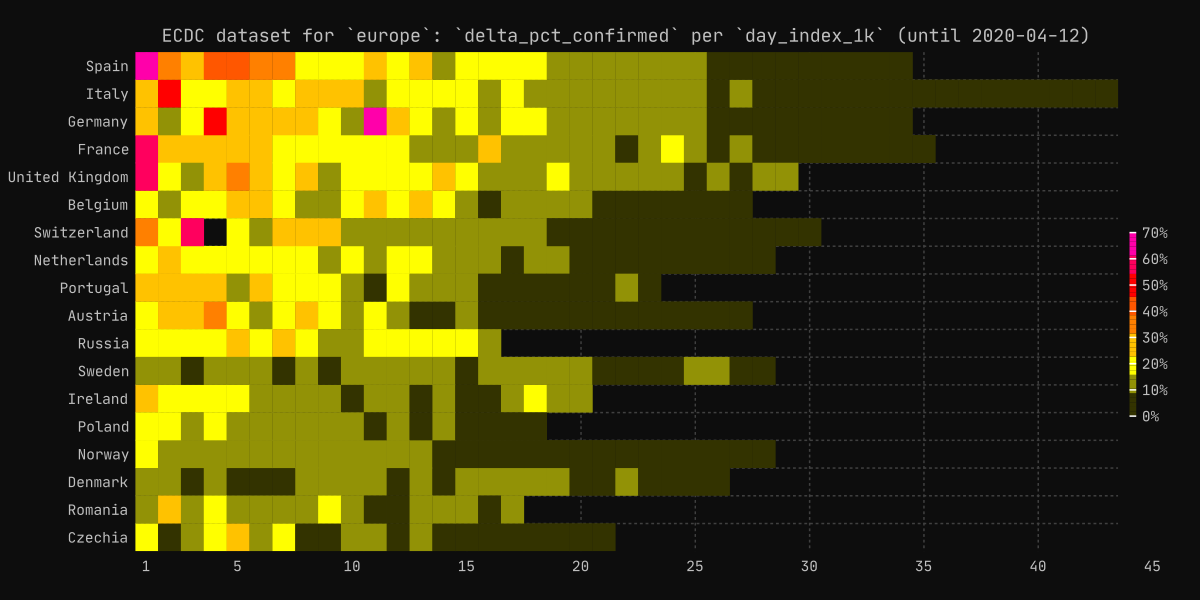 ECDC dataset for `europe`: `delta_pct_confirmed` per `day_index_1k` (until 2020-04-12)
Spain
Italy
Germany
France
United Kingdom
Belgium
Switzerland
Netherlands
Portugal
Austria
Russia
Sweden
Ireland
Poland
Norway
Denmark
Romania
Czechia
1 5 10 15 20 25 30 35 40 45
70%
60%
50%
40%
30%
20%
10%
0%